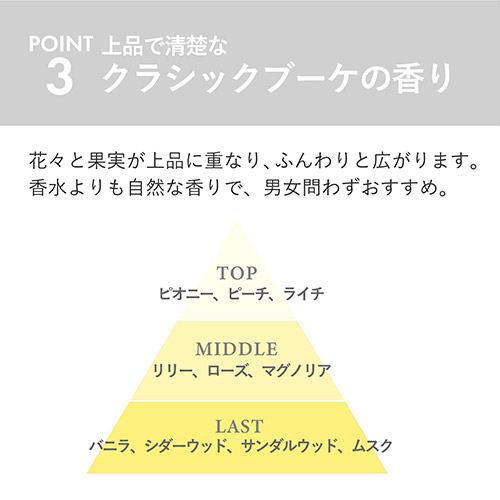 POINT 上品で清楚な
3 クラシックブーケの香り
花々と果実が上品に重なり、ふんわりと広がります。
香水よりも自然な香りで、男女問わずおすすめ。
TOP
ピオニー、ピーチ、ライチ
MIDDLE
リリー、ローズ、マグノリア
LAST
バニラ、シダーウッド、サンダルウッド、ムスク